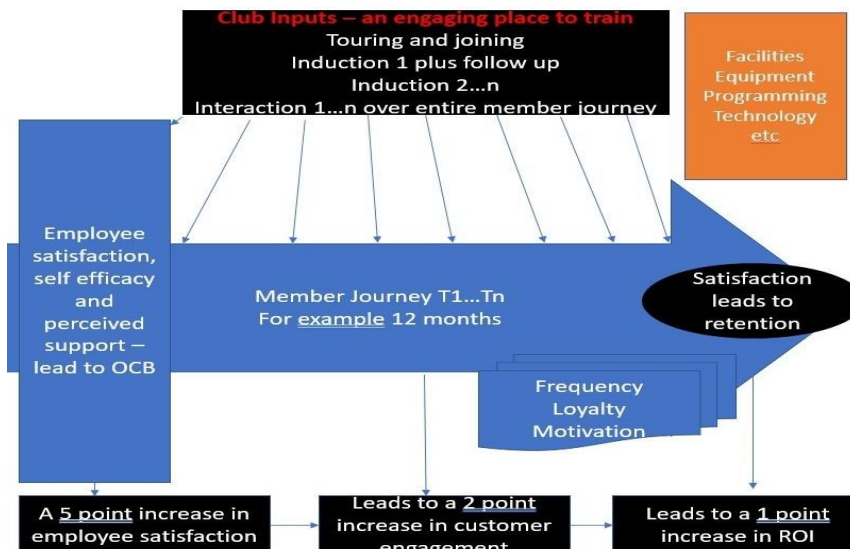 Club Inputs – an engaging place to train
Touring and joining
Induction 1 plus follow up
Induction 2...n
Interaction 1...n over entire member journey
Facilities
Equipment
Programming
Technology
etc
Employee
satisfaction,
self efficacy
and
perceived
support –
lead to OCB
Member Journey T1...Tn
For example 12 months
Satisfaction
leads to
retention
Frequency
Loyalty
Motivation
A 5 point increase in
employee satisfaction
Leads to a 2 point
increase in customer
engagement
Leads to a 1 point
increase in ROI